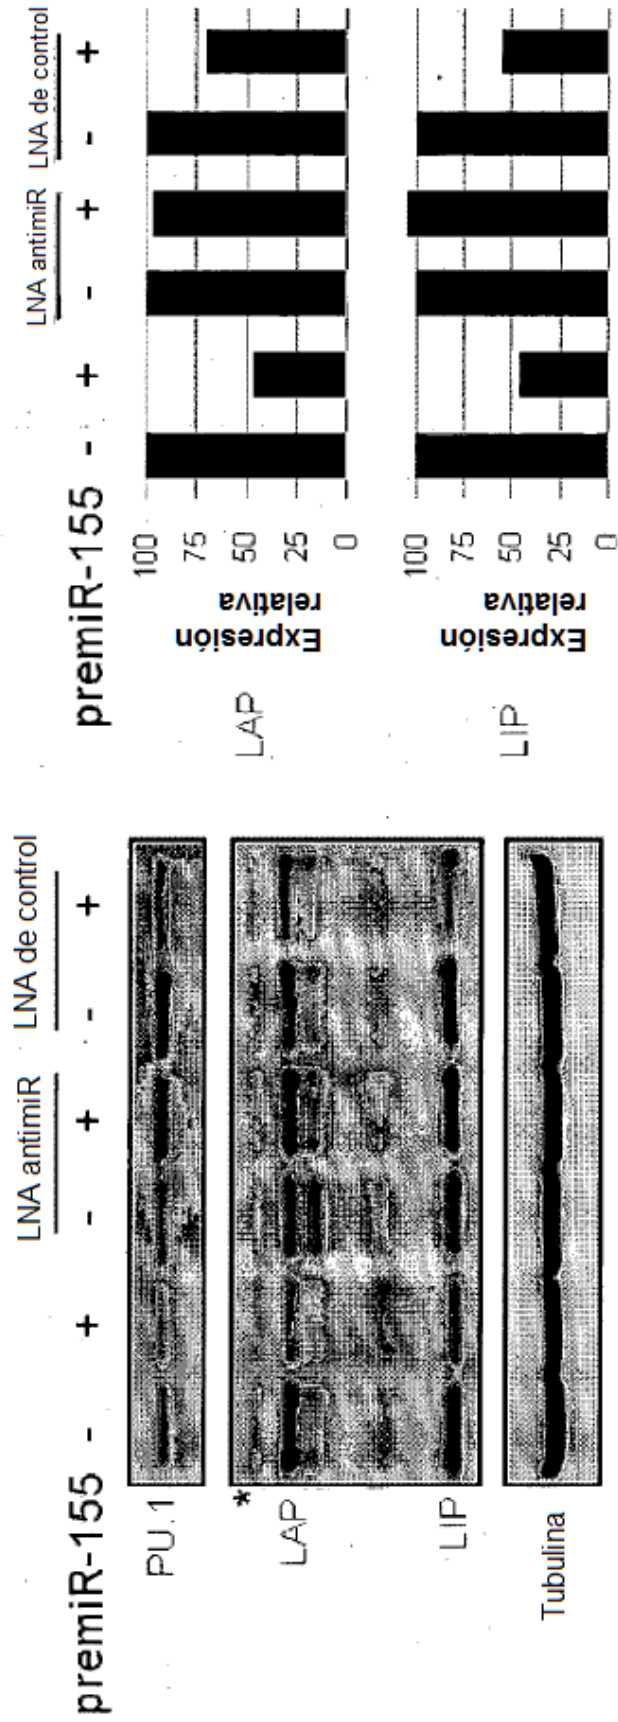 LNA antimiR LNA de control
premiR-155 - + - + - +
PU.1
*
LAP
LIP
Tubulina
LNA antimiR LNA de control
premiR-155 - + - + - +
LAP
Expresión
relativa
100
75
50
25
0
LIP
Expresión
relativa
100
75
50
25
0